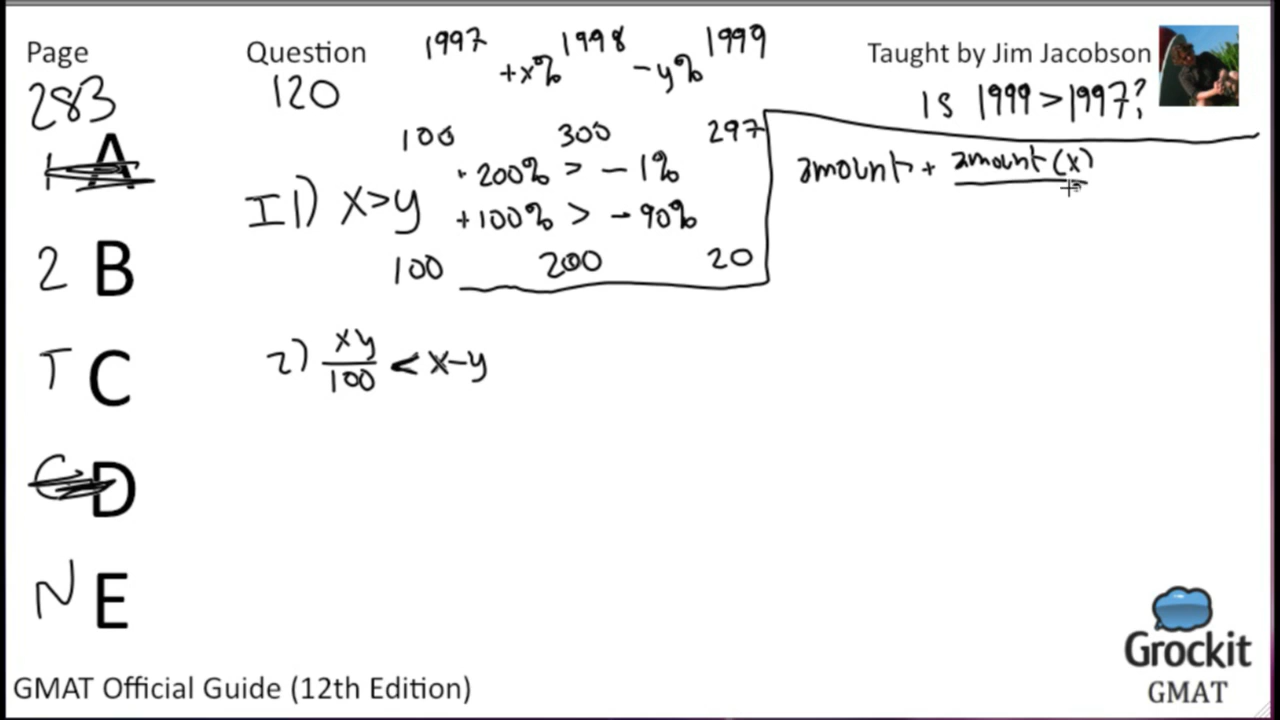 Page
283
Question
120
1997 +x% 1998 -y% 1999
Taught by Jim Jacobson
Is 1999 > 1997?
1 A
2 B
T C
E D
N E
100 300 297
+200% > -1%
I 1) x>y
+100% > -90%
100 200 20
amount + amount (x)
2) xy/100 < x-y
Grockit
GMAT
GMAT Official Guide (12th Edition)